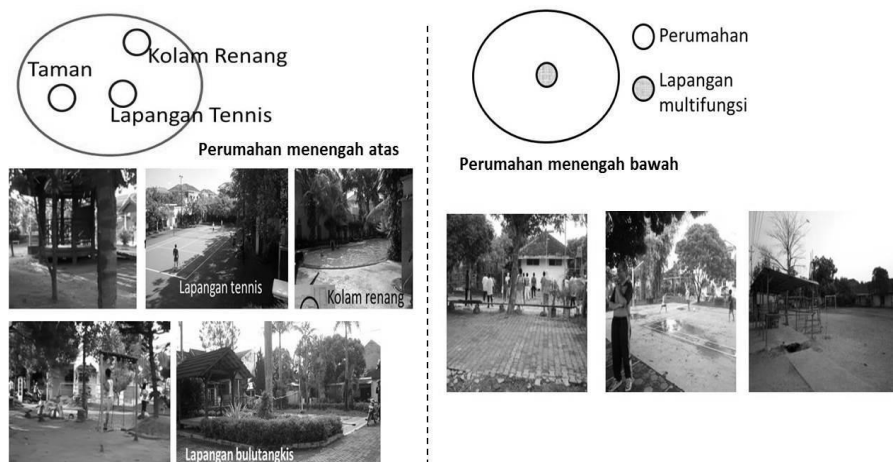 Kolam Renang
Taman
Lapangan Tennis
Perumahan menengah atas
Lapangan tennis
Kolam renang
Lapangan bulutangkis
Perumahan
Lapangan
multifungsi
Perumahan menengah bawah